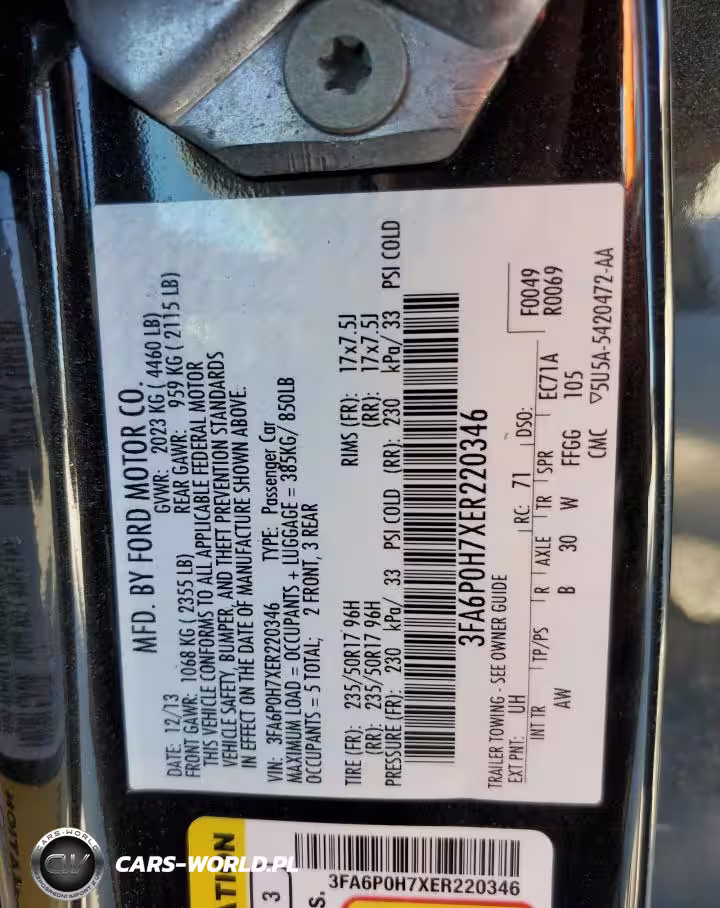 MFD. BY FORD MOTOR CO.
DATE: 12/13 GVWR: 2023 KG ( 4460 LB)
FRONT GAWR: 1068 KG ( 2355 LB) REAR GAWR: 959 KG ( 2115 LB)
THIS VEHICLE CONFORMS TO ALL APPLICABLE FEDERAL MOTOR
VEHICLE SAFETY, BUMPER, AND THEFT PREVENTION STANDARDS
IN EFFECT ON THE DATE OF MANUFACTURE SHOWN ABOVE.
VIN: 3FA6P0H7XER220346 TYPE: Passenger Car
MAXIMUM LOAD = OCCUPANTS + LUGGAGE = 385KG/ 850LB
OCCUPANTS = 5 TOTAL; 2 FRONT, 3 REAR
TIRE (FR): 235/50R17 96H RIMS (FR): 17x7.5J
(RR): 235/50R17 96H (RR): 17x7.5J
PRESSURE (FR): 230 kPa/ 33 PSI COLD (RR): 230 kPa/ 33 PSI COLD
3FA6P0H7XER220346
TRAILER TOWING - SEE OWNER GUIDE
EXT PNT: UH RC: 71 DSO: F0049
R0069
INT TR TP/PS R AXLE TR SPR EC71A
AW B 30 W FFGG 105
CMC ▽5U5A-5420472-AA
3
S.
3FA6P0H7XER220346
CARS-WORLD
CW
CARS-WORLD.PL